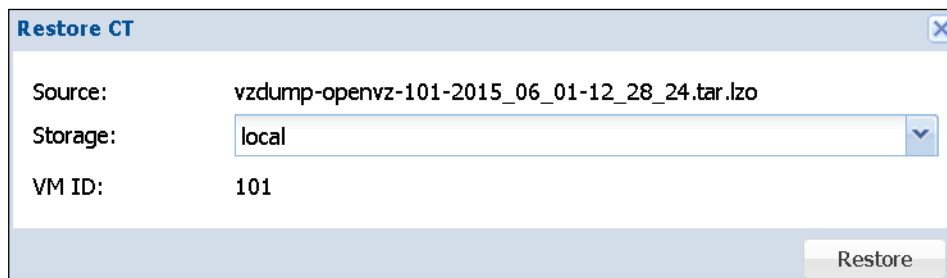 Restore CT
Source: vzdump-openvz-101-2015_06_01-12_28_24.tar.lzo
Storage: local
VM ID: 101
Restore